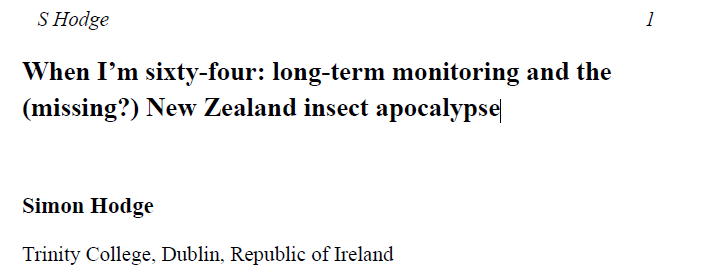 S Hodge 1
When I’m sixty-four: long-term monitoring and the
(missing?) New Zealand insect apocalypse
Simon Hodge
Trinity College, Dublin, Republic of Ireland